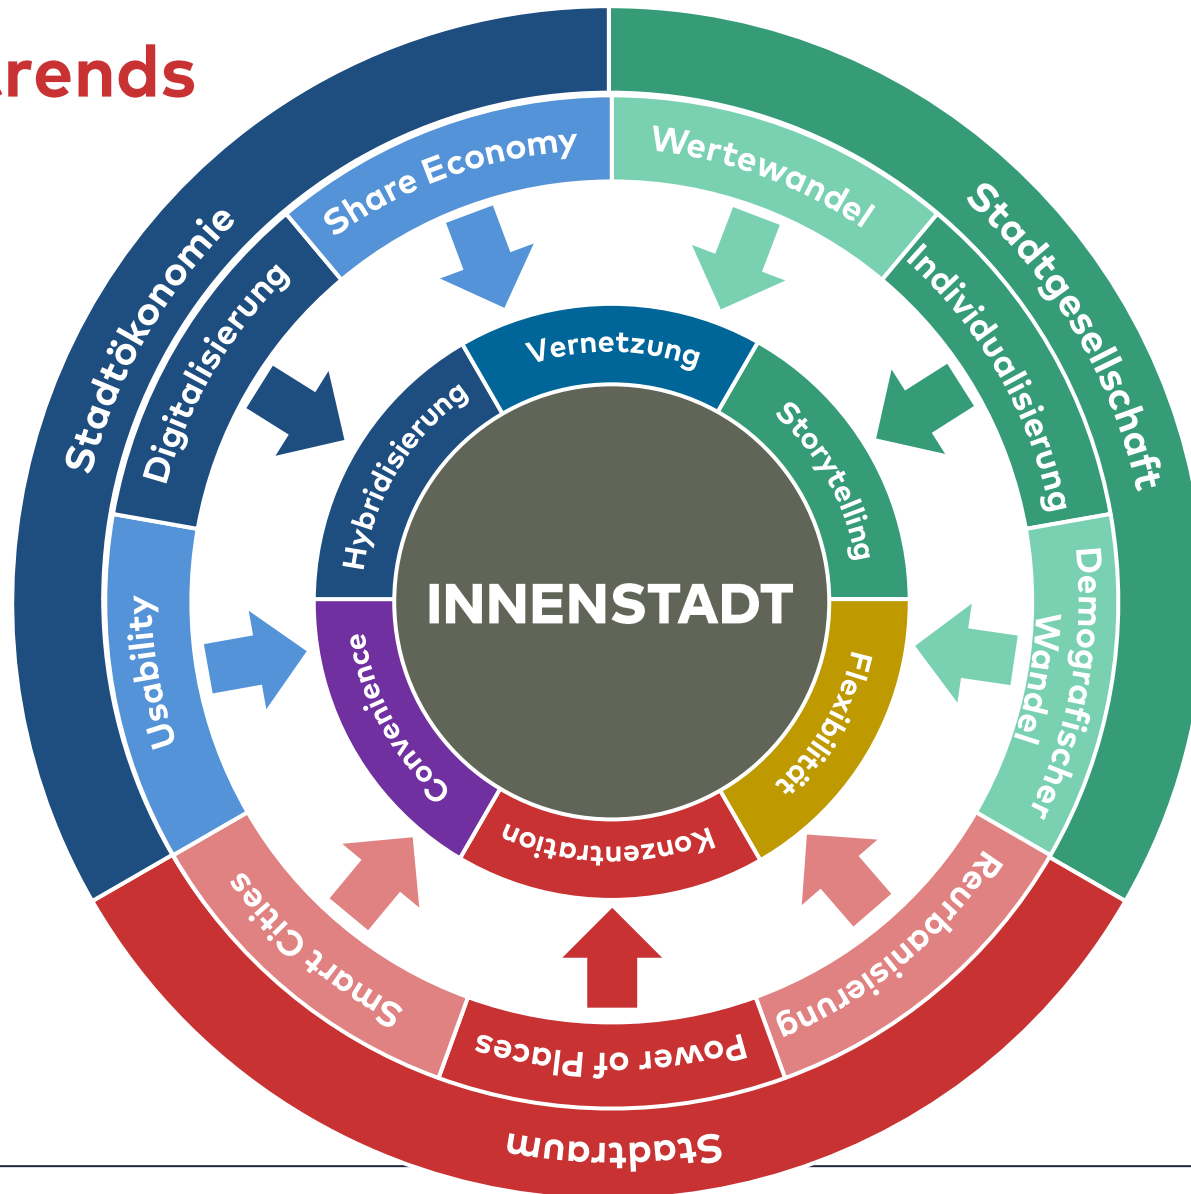 trends
Stadtökonomie
Stadtgesellschaft
Stadtraum
Share Economy
Wertewandel
Individualisierung
Demografischer
Wandel
Reurbanisierung
Power of Places
Smart Cities
Usability
Digitalisierung
Vernetzung
Storytelling
Flexibilität
Konzentration
Convenience
Hybridisierung
INNENSTADT